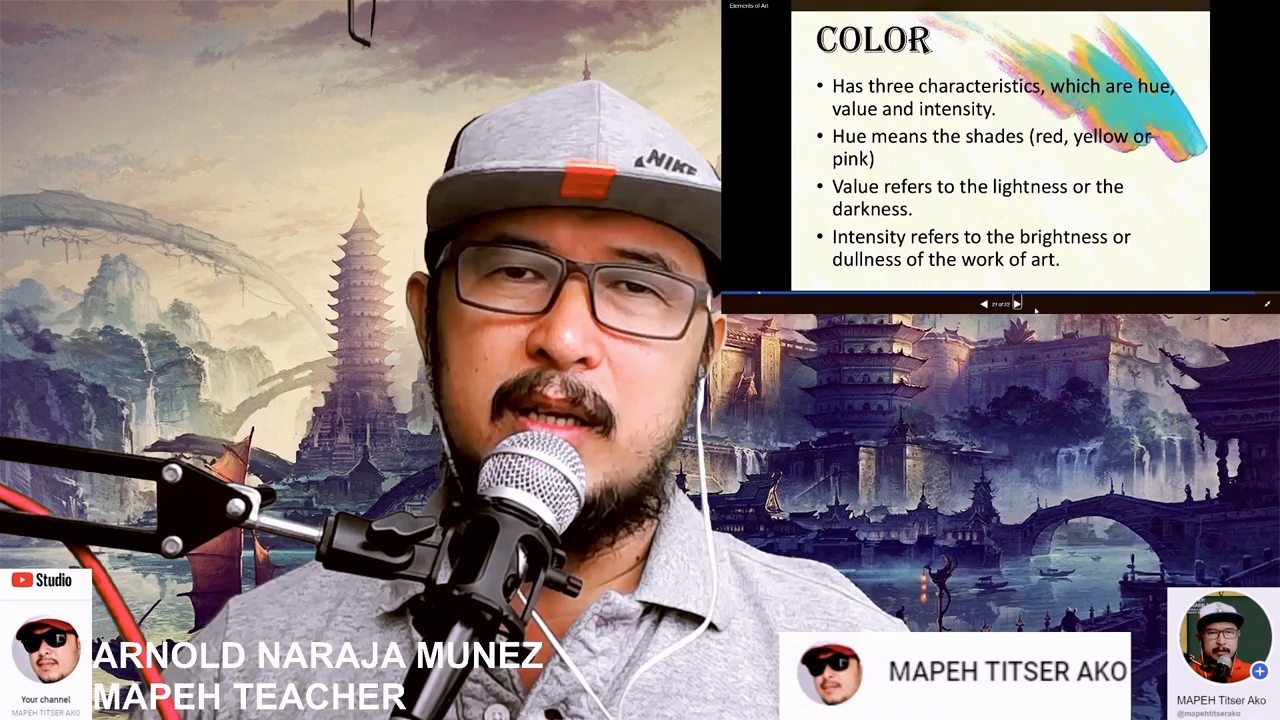 Elements of Art
COLOR
• Has three characteristics, which are hue,
value and intensity.
• Hue means the shades (red, yellow or
pink)
• Value refers to the lightness or the
darkness.
• Intensity refers to the brightness or
dullness of the work of art.
21 of 22
NIKE
Studio
Your channel
MAPEH TITSER AKO
ARNOLD NARAJA MUNEZ
MAPEH TEACHER
MAPEH TITSER AKO
MAPEH Titser Ako
@mapehtitserako